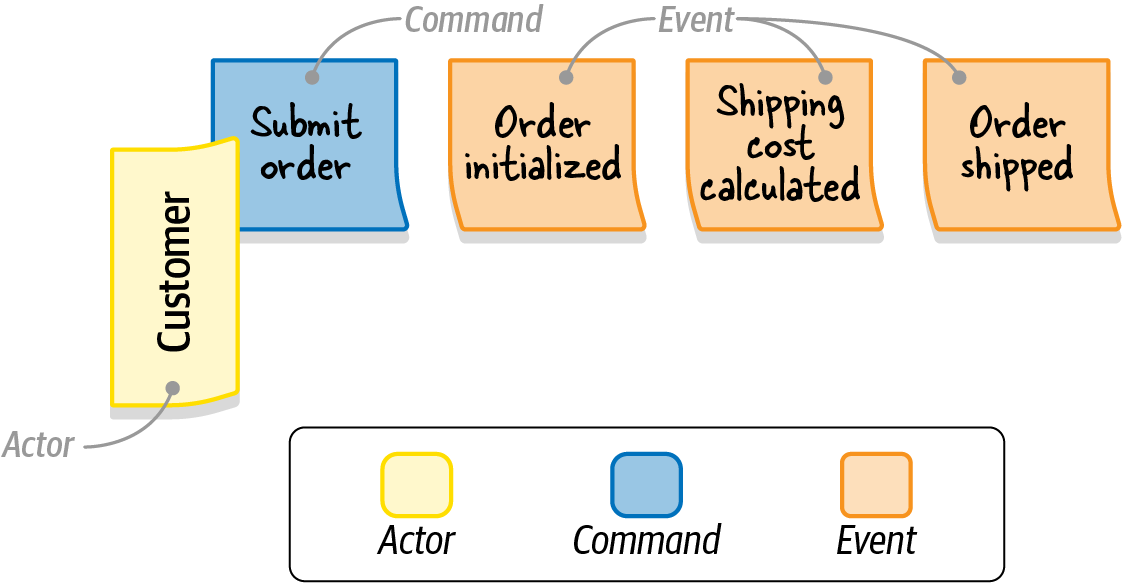 Command
Event
Submit
order
Order
initialized
Shipping
cost
calculated
Order
shipped
Customer
Actor
Actor
Command
Event